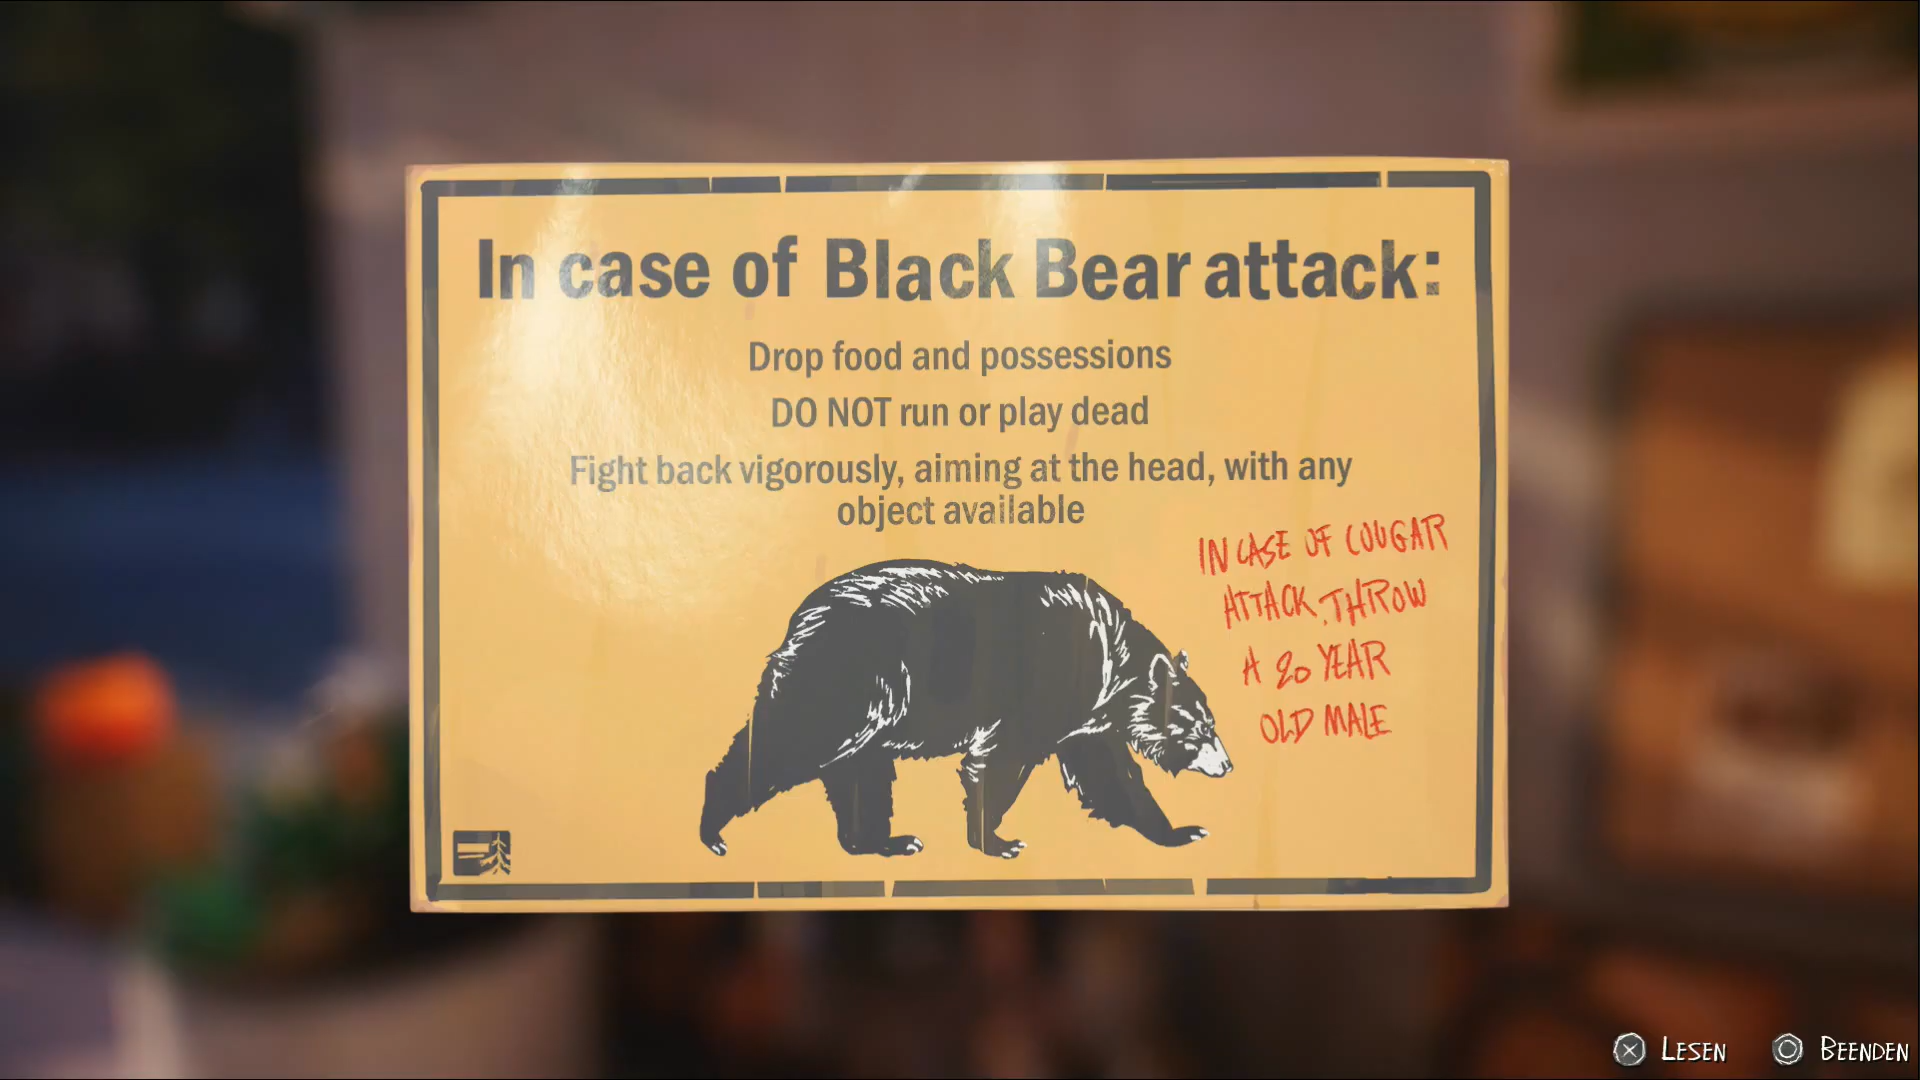 In case of Black Bear attack:
Drop food and possessions
DO NOT run or play dead
Fight back vigorously, aiming at the head, with any
object available
IN CASE OF COUGAR
ATTACK, THROW
A 20 YEAR
OLD MALE
LESEN
BEENDEN